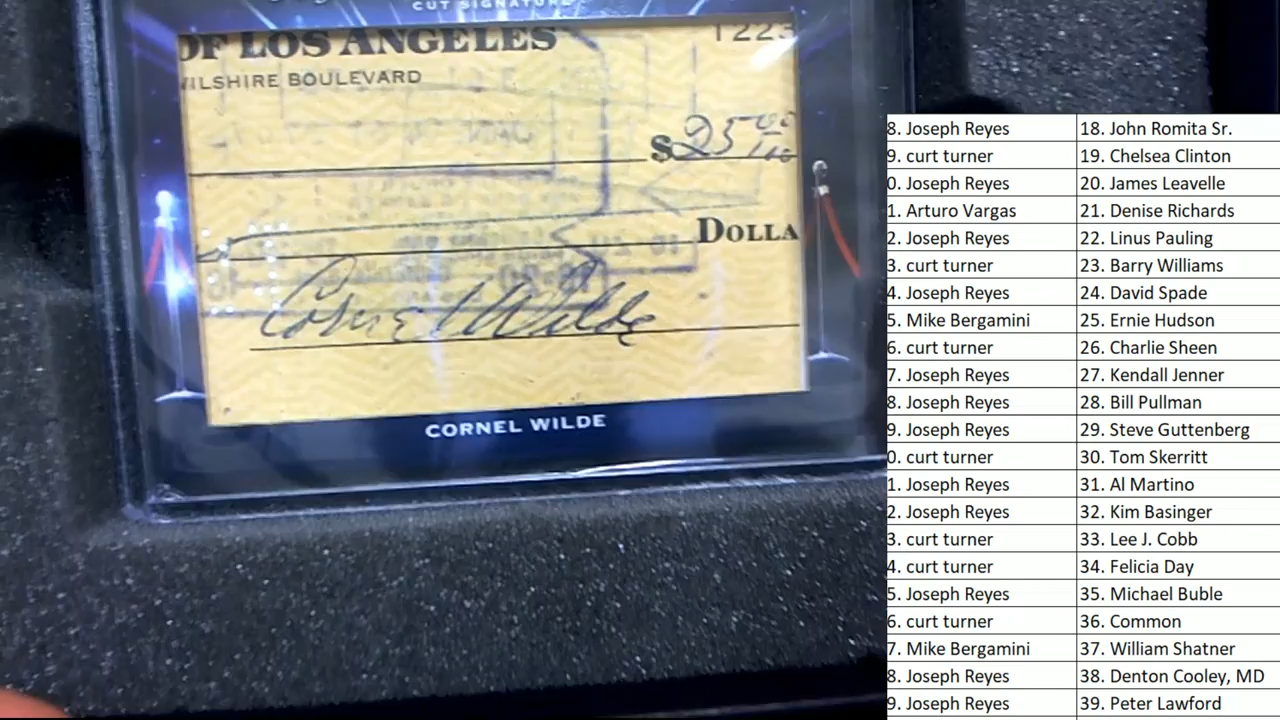 CUT SIGNATURE
OF LOS ANGELES
1223
WILSHIRE BOULEVARD
$25 00/100
DOLLA
Cornel Wilde
CORNEL WILDE
8. Joseph Reyes 18. John Romita Sr.
9. curt turner 19. Chelsea Clinton
0. Joseph Reyes 20. James Leavelle
1. Arturo Vargas 21. Denise Richards
2. Joseph Reyes 22. Linus Pauling
3. curt turner 23. Barry Williams
4. Joseph Reyes 24. David Spade
5. Mike Bergamini 25. Ernie Hudson
6. curt turner 26. Charlie Sheen
7. Joseph Reyes 27. Kendall Jenner
8. Joseph Reyes 28. Bill Pullman
9. Joseph Reyes 29. Steve Guttenberg
0. curt turner 30. Tom Skerritt
1. Joseph Reyes 31. Al Martino
2. Joseph Reyes 32. Kim Basinger
3. curt turner 33. Lee J. Cobb
4. curt turner 34. Felicia Day
5. Joseph Reyes 35. Michael Buble
6. curt turner 36. Common
7. Mike Bergamini 37. William Shatner
8. Joseph Reyes 38. Denton Cooley, MD
9. Joseph Reyes 39. Peter Lawford